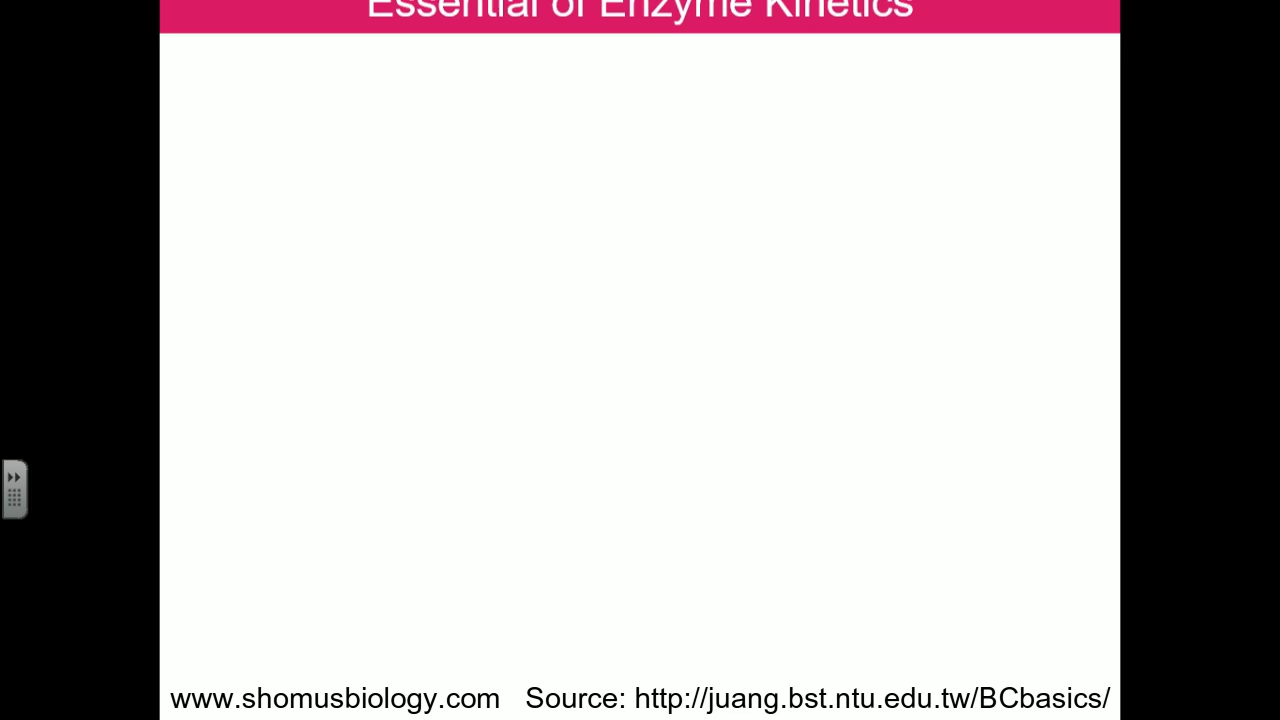 Essential of Enzyme Kinetics
www.shomusbiology.com Source: http://juang.bst.ntu.edu.tw/BCbasics/